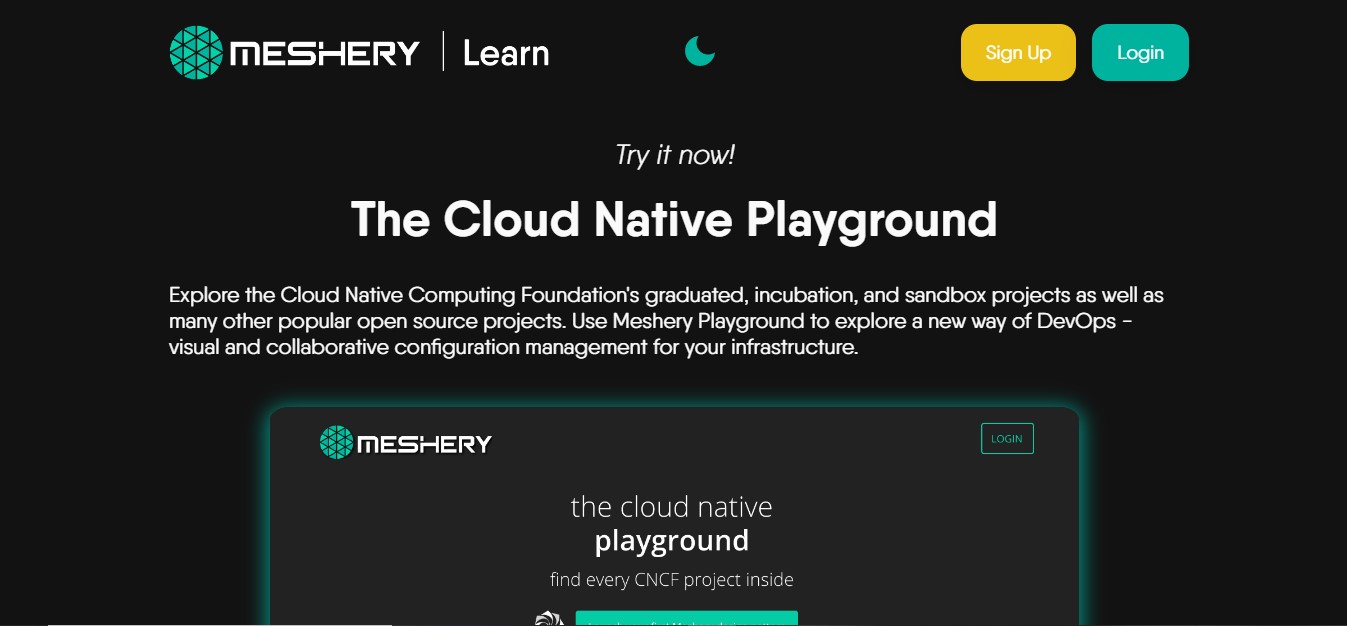 MESHERY | Learn
Sign Up
Login
Try it now!
The Cloud Native Playground
Explore the Cloud Native Computing Foundation's graduated, incubation, and sandbox projects as well as
many other popular open source projects. Use Meshery Playground to explore a new way of DevOps -
visual and collaborative configuration management for your infrastructure.
MESHERY
LOGIN
the cloud native
playground
find every CNCF project inside